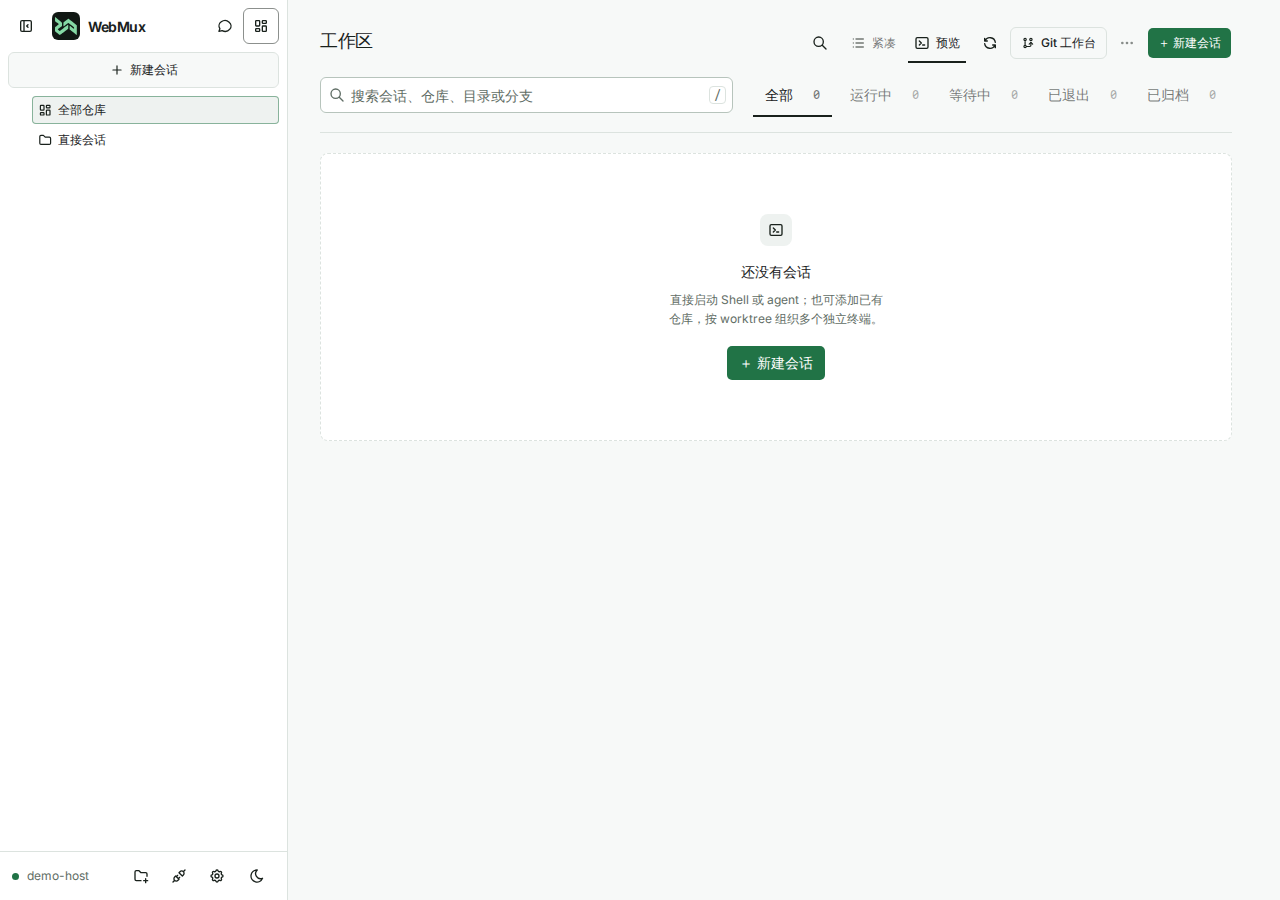 WebMux
新建会话
全部仓库
直接会话
demo-host
工作区
紧凑
预览
Git 工作台
+ 新建会话
搜索会话、仓库、目录或分支 /
全部 0
运行中 0
等待中 0
已退出 0
已归档 0
还没有会话
直接启动 Shell 或 agent；也可添加已有
仓库，按 worktree 组织多个独立终端。
+ 新建会话